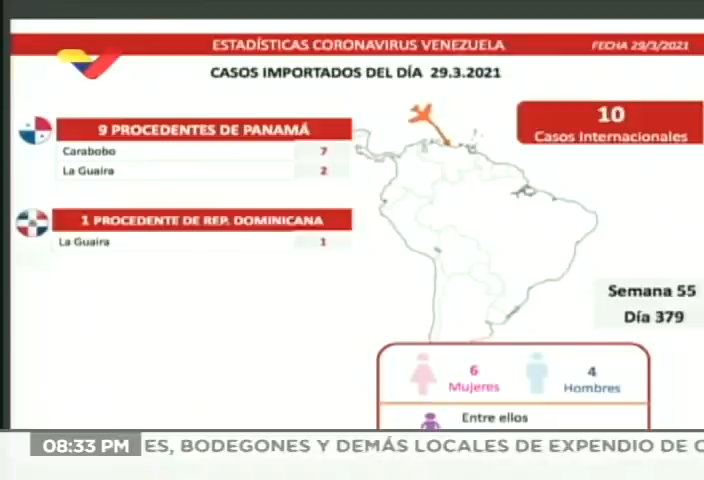 ESTADÍSTICAS CORONAVIRUS VENEZUELA
FECHA 29/3/2021
CASOS IMPORTADOS DEL DÍA 29.3.2021
9 PROCEDENTES DE PANAMÁ
Carabobo 7
La Guaira 2
1 PROCEDENTE DE REP. DOMINICANA
La Guaira 1
10
Casos Internacionales
Semana 55
Día 379
6
Mujeres
4
Hombres
Entre ellos
08:33 PM ES, BODEGONES Y DEMÁS LOCALES DE EXPENDIO DE